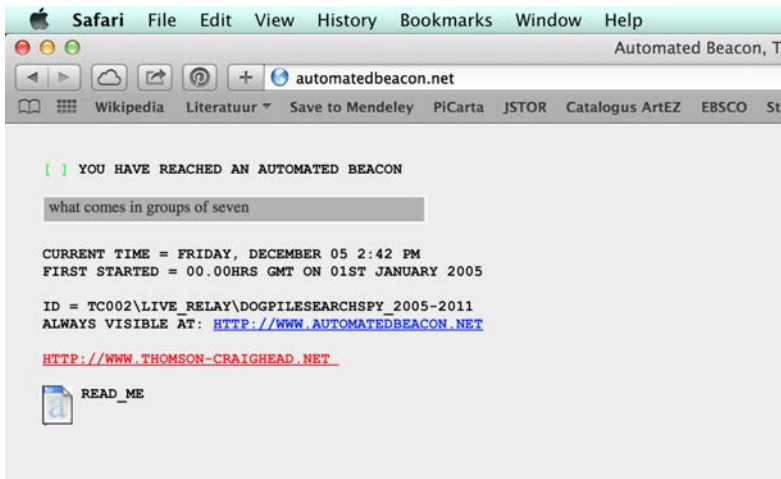 Safari File Edit View History Bookmarks Window Help
Automated Beacon, T
automatedbeacon.net
Wikipedia Literatuur Save to Mendeley PiCarta JSTOR Catalogus ArtEZ EBSCO St
[ ] YOU HAVE REACHED AN AUTOMATED BEACON
what comes in groups of seven
CURRENT TIME = FRIDAY, DECEMBER 05 2:42 PM
FIRST STARTED = 00.00HRS GMT ON 01ST JANUARY 2005
ID = TC002\LIVE_RELAY\DOGPILESEARCHSPY_2005-2011
ALWAYS VISIBLE AT: HTTP://WWW.AUTOMATEDBEACON.NET
HTTP://WWW.THOMSON-CRAIGHEAD.NET
READ_ME